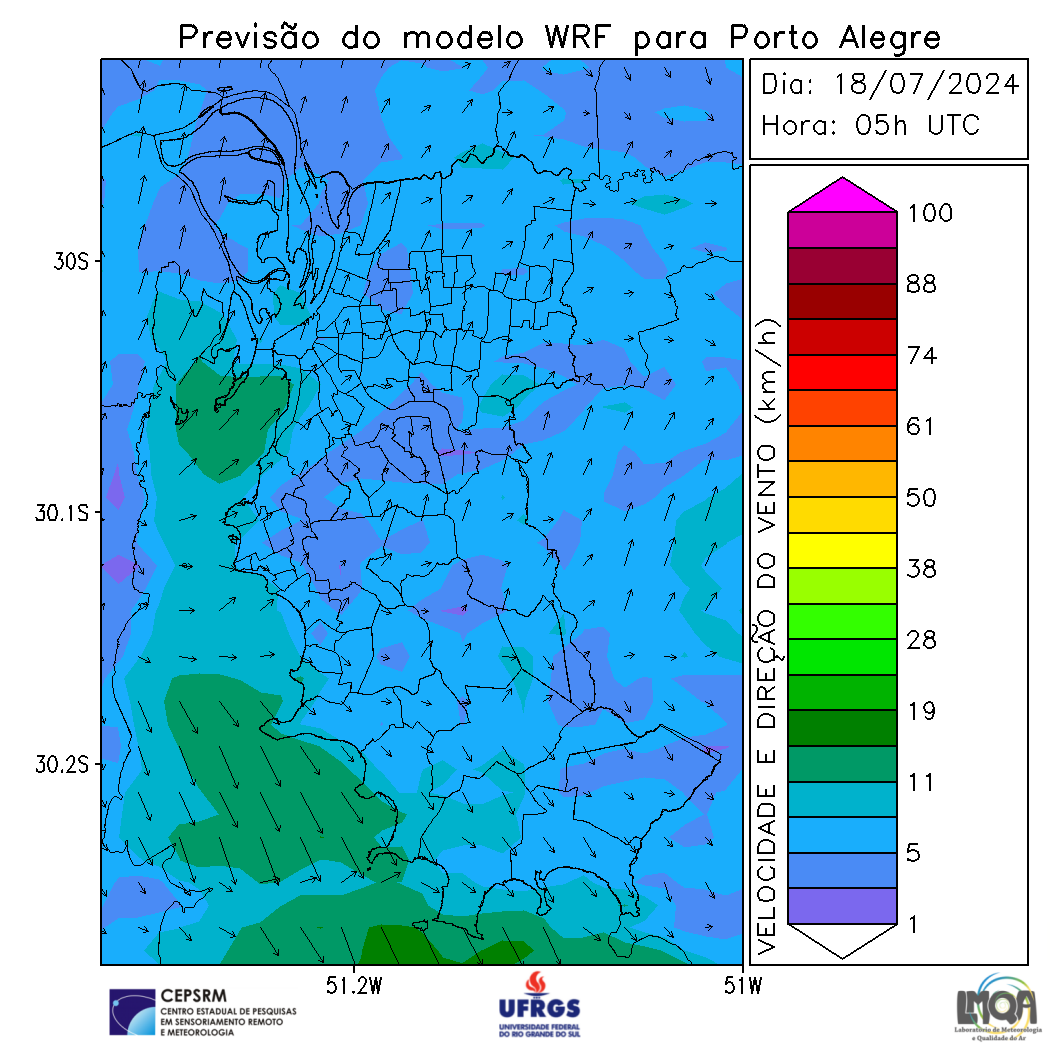 Previsão do modelo WRF para Porto Alegre
Dia: 18/07/2024
Hora: 05h UTC
30S
30.1S
30.2S
51.2W
51W
VELOCIDADE E DIREÇÃO DO VENTO (km/h)
100
88
74
61
50
38
28
19
11
5
1
CEPSRM
CENTRO ESTADUAL DE PESQUISAS
EM SENSORIAMENTO REMOTO
E METEOROLOGIA
UFRGS
UNIVERSIDADE FEDERAL
DO RIO GRANDE DO SUL
LMQA
Laboratório de Meteorologia
e Qualidade do Ar